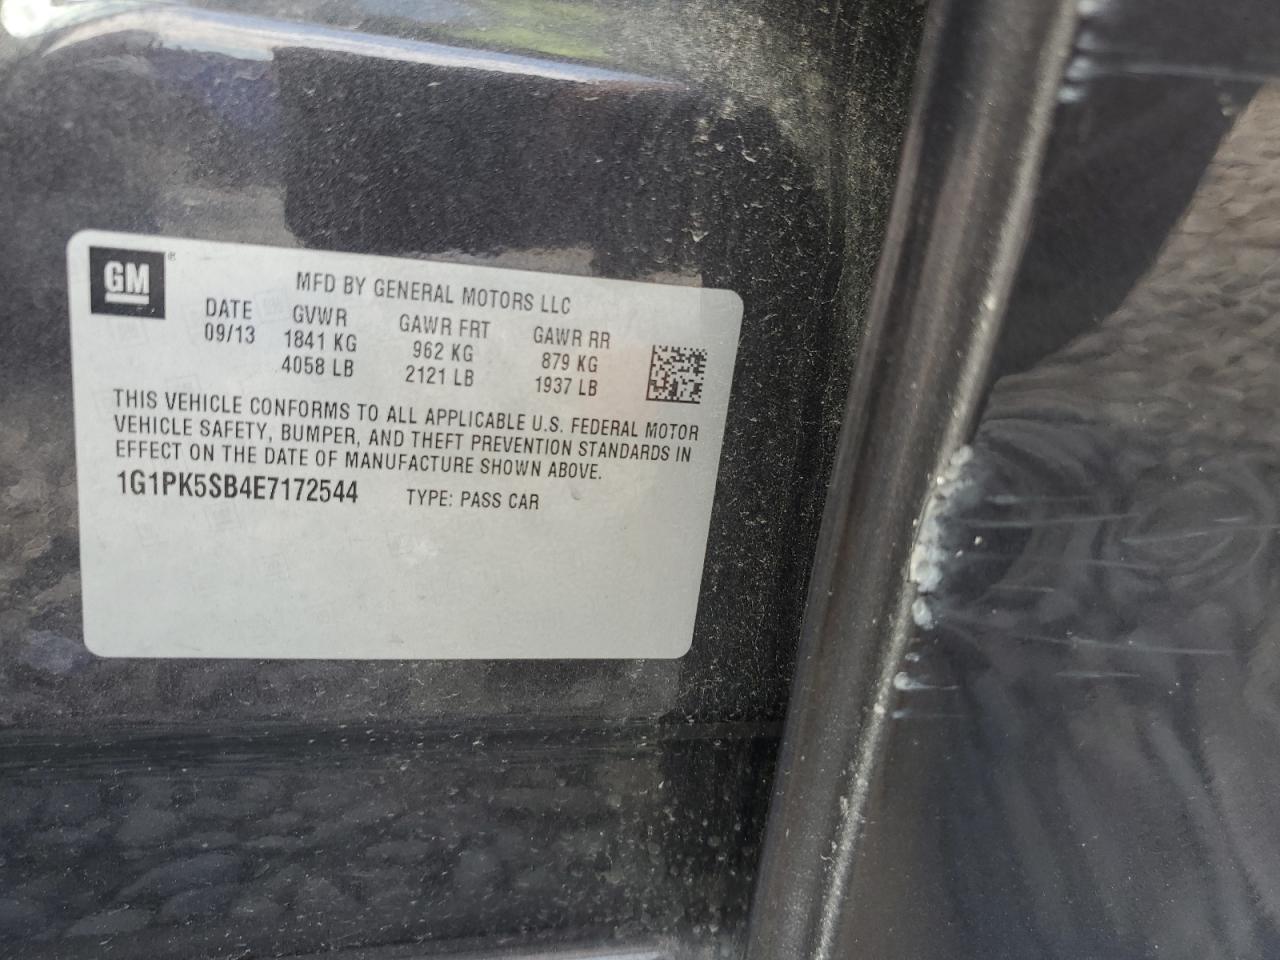 GM ®
MFD BY GENERAL MOTORS LLC
DATE GVWR GAWR FRT GAWR RR
09/13 1841 KG 962 KG 879 KG
4058 LB 2121 LB 1937 LB
THIS VEHICLE CONFORMS TO ALL APPLICABLE U.S. FEDERAL MOTOR
VEHICLE SAFETY, BUMPER, AND THEFT PREVENTION STANDARDS IN
EFFECT ON THE DATE OF MANUFACTURE SHOWN ABOVE.
1G1PK5SB4E7172544 TYPE: PASS CAR